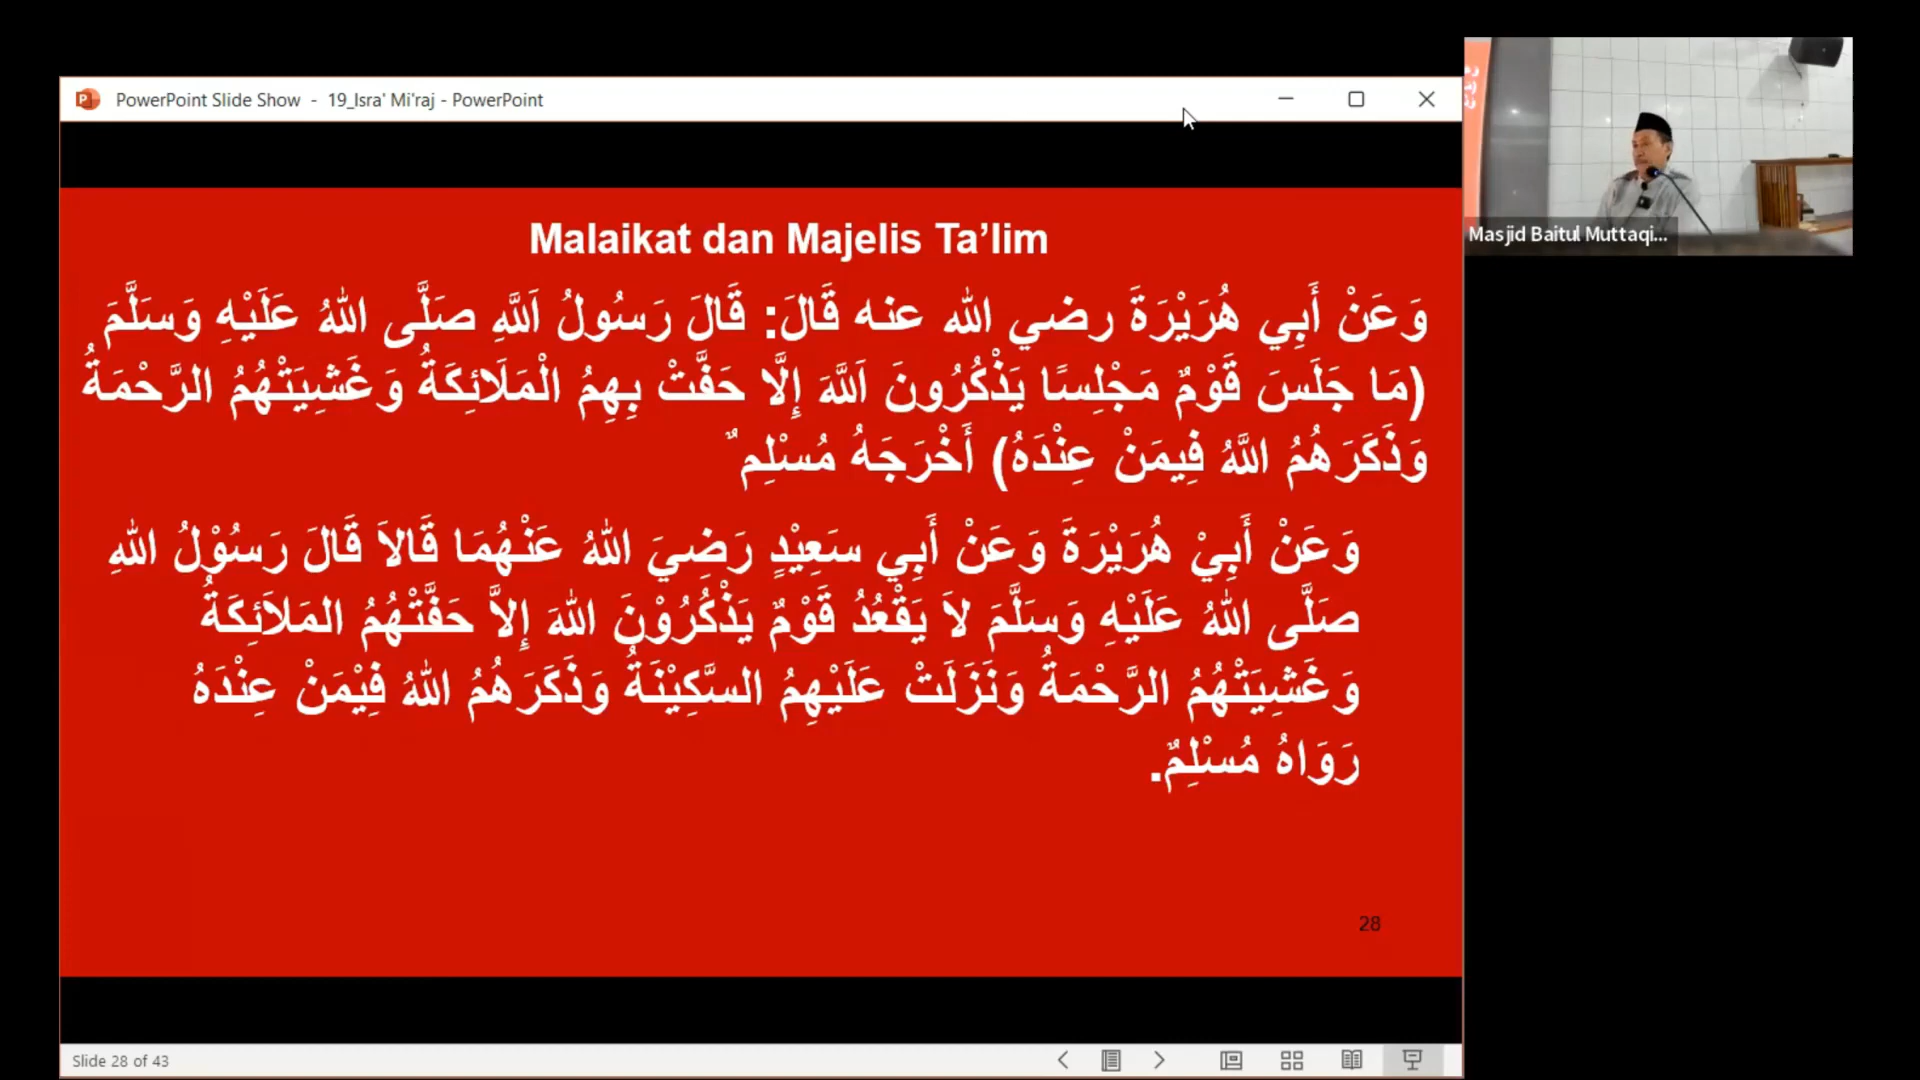 PowerPoint Slide Show - 19_Isra' Mi'raj - PowerPoint
Masjid Baitul Muttaqi...
Malaikat dan Majelis Ta’lim
وَعَنْ أَبِي هُرَيْرَةَ رضي الله عنه قَالَ: قَالَ رَسُولُ اَللَّهِ صَلَّى اللهُ عَلَيْهِ وَسَلَّمَ
(مَا جَلَسَ قَوْمٌ مَجْلِسًا يَذْكُرُونَ اَللَّهَ إِلَّا حَفَّتْ بِهِمُ الْمَلَائِكَةُ وَغَشِيَتْهُمُ الرَّحْمَةُ
وَذَكَرَهُمُ اللَّهُ فِيمَنْ عِنْدَهُ) أَخْرَجَهُ مُسْلِمٌ
وَعَنْ أَبِيْ هُرَيْرَةَ وَعَنْ أَبِي سَعِيْدٍ رَضِيَ اللهُ عَنْهُمَا قَالاَ قَالَ رَسُوْلُ اللهِ
صَلَّى اللهُ عَلَيْهِ وَسَلَّمَ لاَ يَقْعُدُ قَوْمٌ يَذْكُرُوْنَ اللهَ إِلاَّ حَفَّتْهُمُ المَلاَئِكَةُ
وَغَشِيَتْهُمُ الرَّحْمَةُ وَنَزَلَتْ عَلَيْهِمُ السَّكِيْنَةُ وَذَكَرَهُمُ اللهُ فِيْمَنْ عِنْدَهُ
رَوَاهُ مُسْلِمٌ.
28
Slide 28 of 43